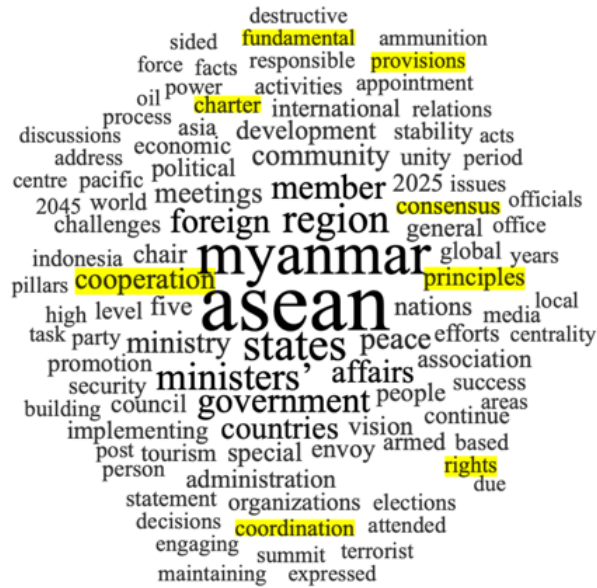 destructive
sided fundamental ammunition
force facts responsible provisions
oil power activities appointment
process charter international relations
discussions asia development stability acts
address economic community unity period
centre pacific political member 2025 issues
2045 world meetings consensus officials
challenges foreign region general office
indonesia chair myanmar global years
pillars cooperation principles
high level five asean nations media local
task party ministry states peace efforts centrality
promotion ministers’ affairs association
security government people success
building council continue areas
implementing countries vision
post tourism special envoy armed based
person administration rights
due
statement organizations elections
decisions coordination attended
engaging summit terrorist
maintaining expressed